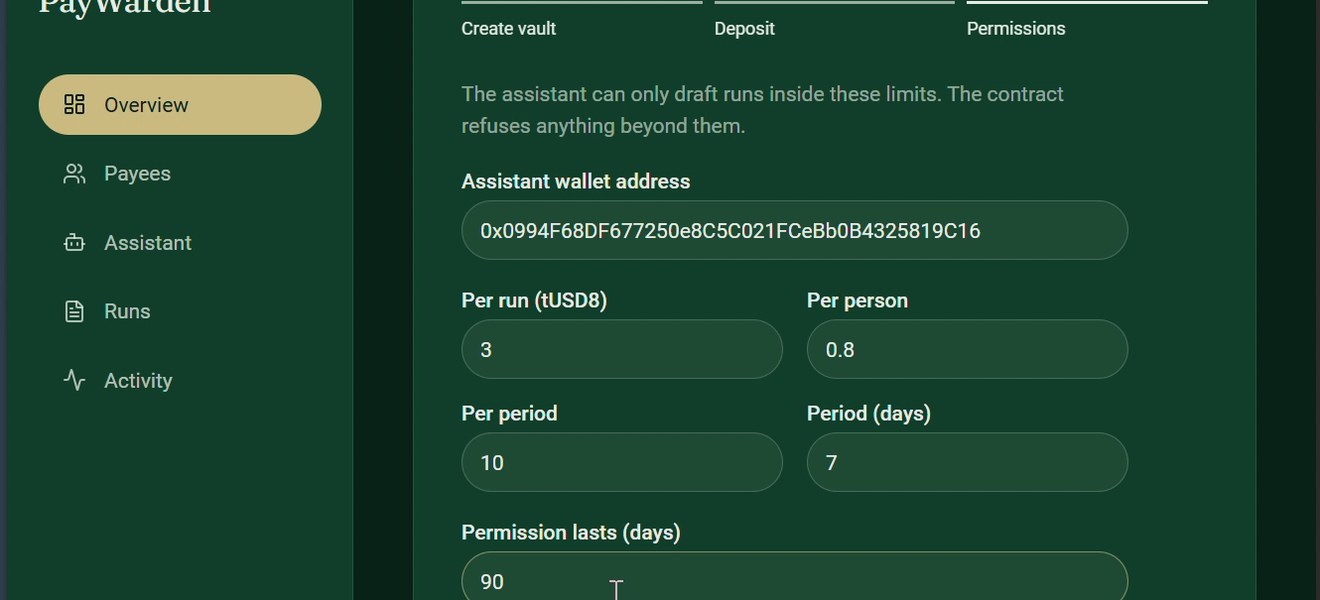 PayWarden
Overview
Payees
Assistant
Runs
Activity
Create vault
Deposit
Permissions
The assistant can only draft runs inside these limits. The contract
refuses anything beyond them.
Assistant wallet address
0x0994F68DF677250e8C5C021FCeBb0B4325819C16
Per run (tUSD8)
Per person
3
0.8
Per period
Period (days)
10
7
Permission lasts (days)
90